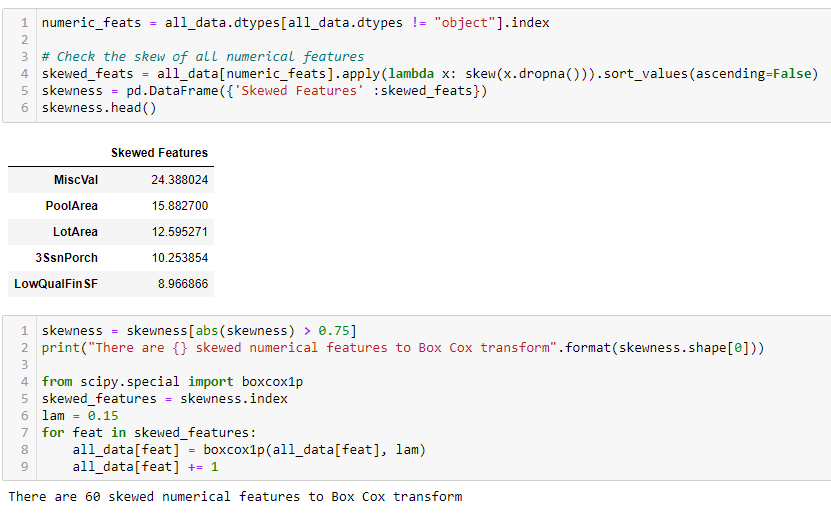 1 numeric_feats = all_data.dtypes[all_data.dtypes != "object"].index
2
3 # Check the skew of all numerical features
4 skewed_feats = all_data[numeric_feats].apply(lambda x: skew(x.dropna())).sort_values(ascending=False)
5 skewness = pd.DataFrame({'Skewed Features' :skewed_feats})
6 skewness.head()
Skewed Features
MiscVal 24.388024
PoolArea 15.882700
LotArea 12.595271
3SsnPorch 10.253854
LowQualFinSF 8.966866
1 skewness = skewness[abs(skewness) > 0.75]
2 print("There are {} skewed numerical features to Box Cox transform".format(skewness.shape[0]))
3
4 from scipy.special import boxcox1p
5 skewed_features = skewness.index
6 lam = 0.15
7 for feat in skewed_features:
8     all_data[feat] = boxcox1p(all_data[feat], lam)
9     all_data[feat] += 1
There are 60 skewed numerical features to Box Cox transform